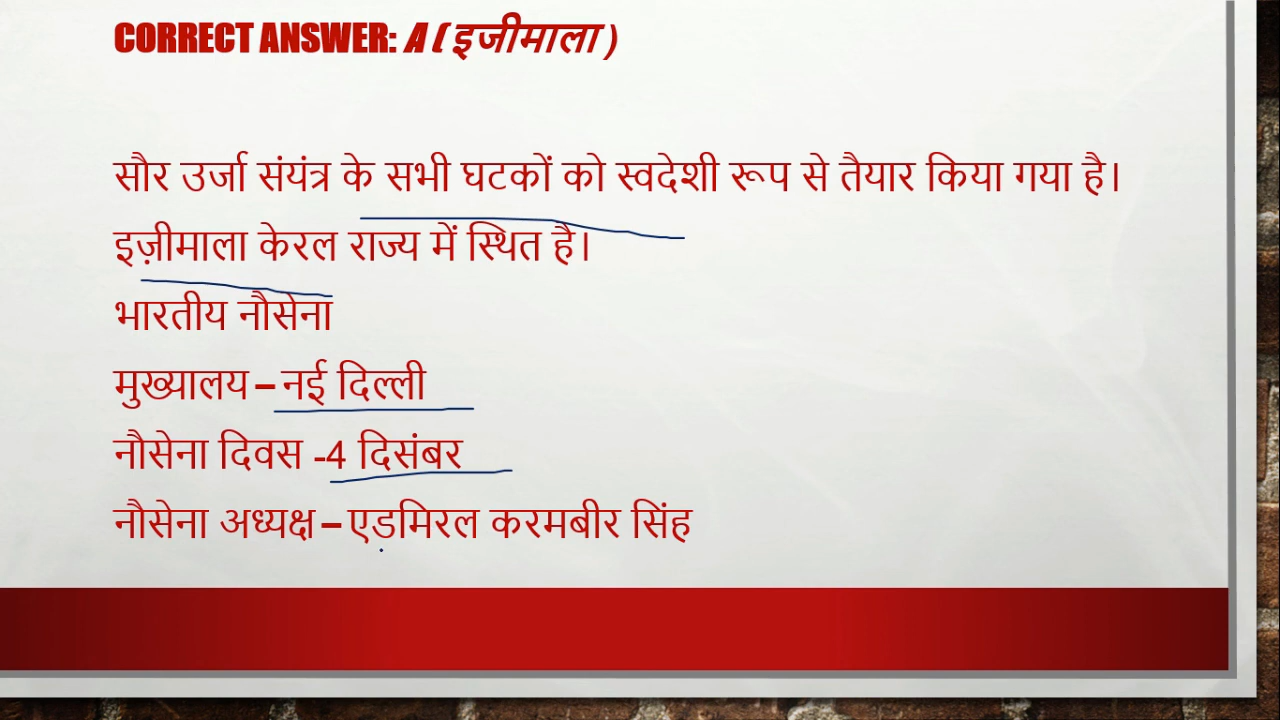 CORRECT ANSWER: A ( इजीमाला )
सौर उर्जा संयंत्र के सभी घटकों को स्वदेशी रूप से तैयार किया गया है।
इज़ीमाला केरल राज्य में स्थित है।
भारतीय नौसेना
मुख्यालय – नई दिल्ली
नौसेना दिवस -4 दिसंबर
नौसेना अध्यक्ष – एड़मिरल करमबीर सिंह